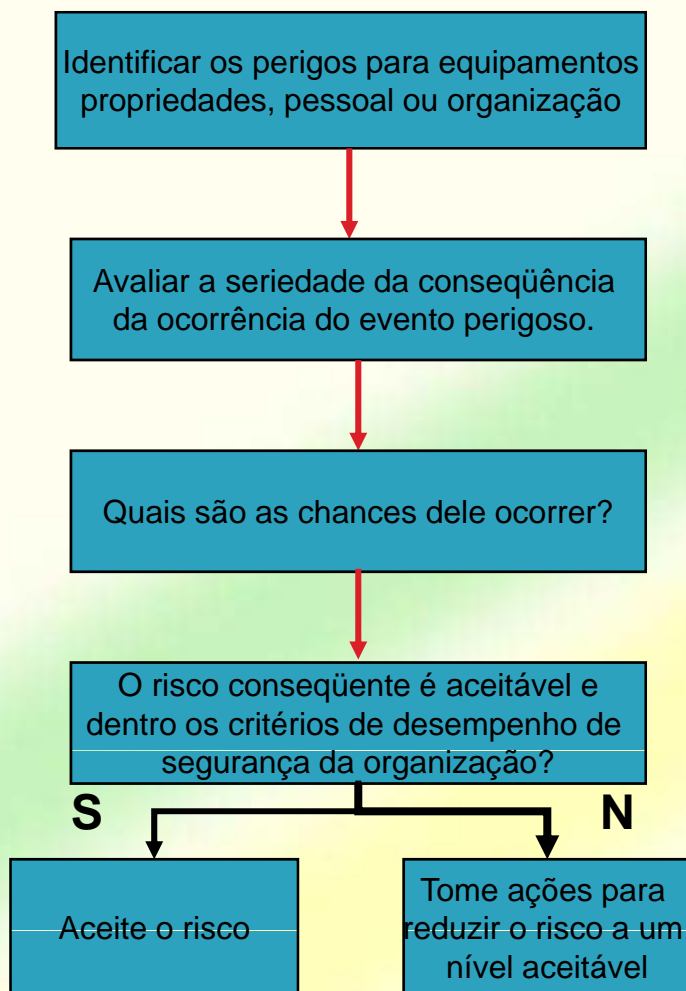 Identificar os perigos para equipamentos
propriedades, pessoal ou organização
Avaliar a seriedade da conseqüência
da ocorrência do evento perigoso.
Quais são as chances dele ocorrer?
O risco conseqüente é aceitável e
dentro os critérios de desempenho de
segurança da organização?
S
N
Aceite o risco
Tome ações para
reduzir o risco a um
nível aceitável